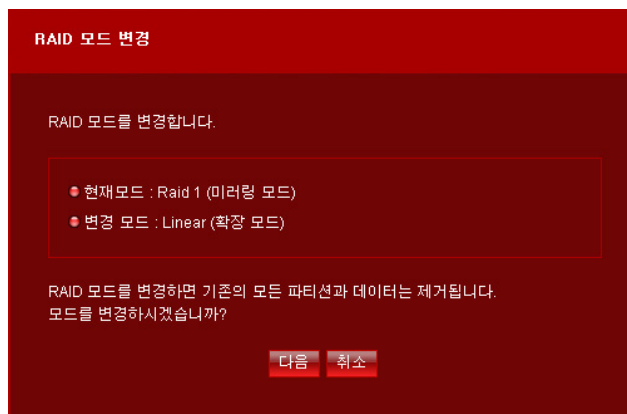 RAID 모드 변경
RAID 모드를 변경합니다.
현재모드 : Raid 1 (미러링 모드)
변경 모드 : Linear (확장 모드)
RAID 모드를 변경하면 기존의 모든 파티션과 데이터는 제거됩니다.
모드를 변경하시겠습니까?
다음 취소